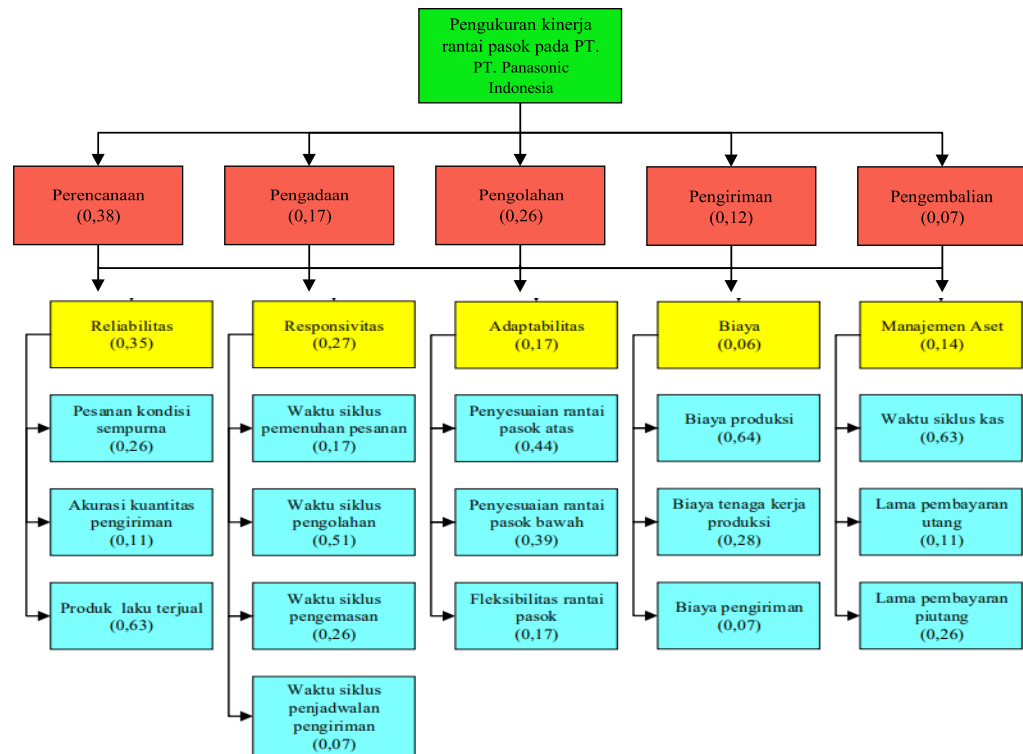 Pengukuran kinerja
rantai pasok pada PT.
PT. Panasonic
Indonesia
Perencanaan
(0,38)
Pengadaan
(0,17)
Pengolahan
(0,26)
Pengiriman
(0,12)
Pengembalian
(0,07)
Reliabilitas
(0,35)
Responsivitas
(0,27)
Adaptabilitas
(0,17)
Biaya
(0,06)
Manajemen Aset
(0,14)
Pesanan kondisi
sempurna
(0,26)
Waktu siklus
pemenuhan pesanan
(0,17)
Penyesuaian rantai
pasok atas
(0,44)
Biaya produksi
(0,64)
Waktu siklus kas
(0,63)
Akurasi kuantitas
pengiriman
(0,11)
Waktu siklus
pengolahan
(0,51)
Penyesuaian rantai
pasok bawah
(0,39)
Biaya tenaga kerja
produksi
(0,28)
Lama pembayaran
utang
(0,11)
Produk laku terjual
(0,63)
Waktu siklus
pengemasan
(0,26)
Fleksibilitas rantai
pasok
(0,17)
Biaya pengiriman
(0,07)
Lama pembayaran
piutang
(0,26)
Waktu siklus
penjadwalan
pengiriman
(0,07)